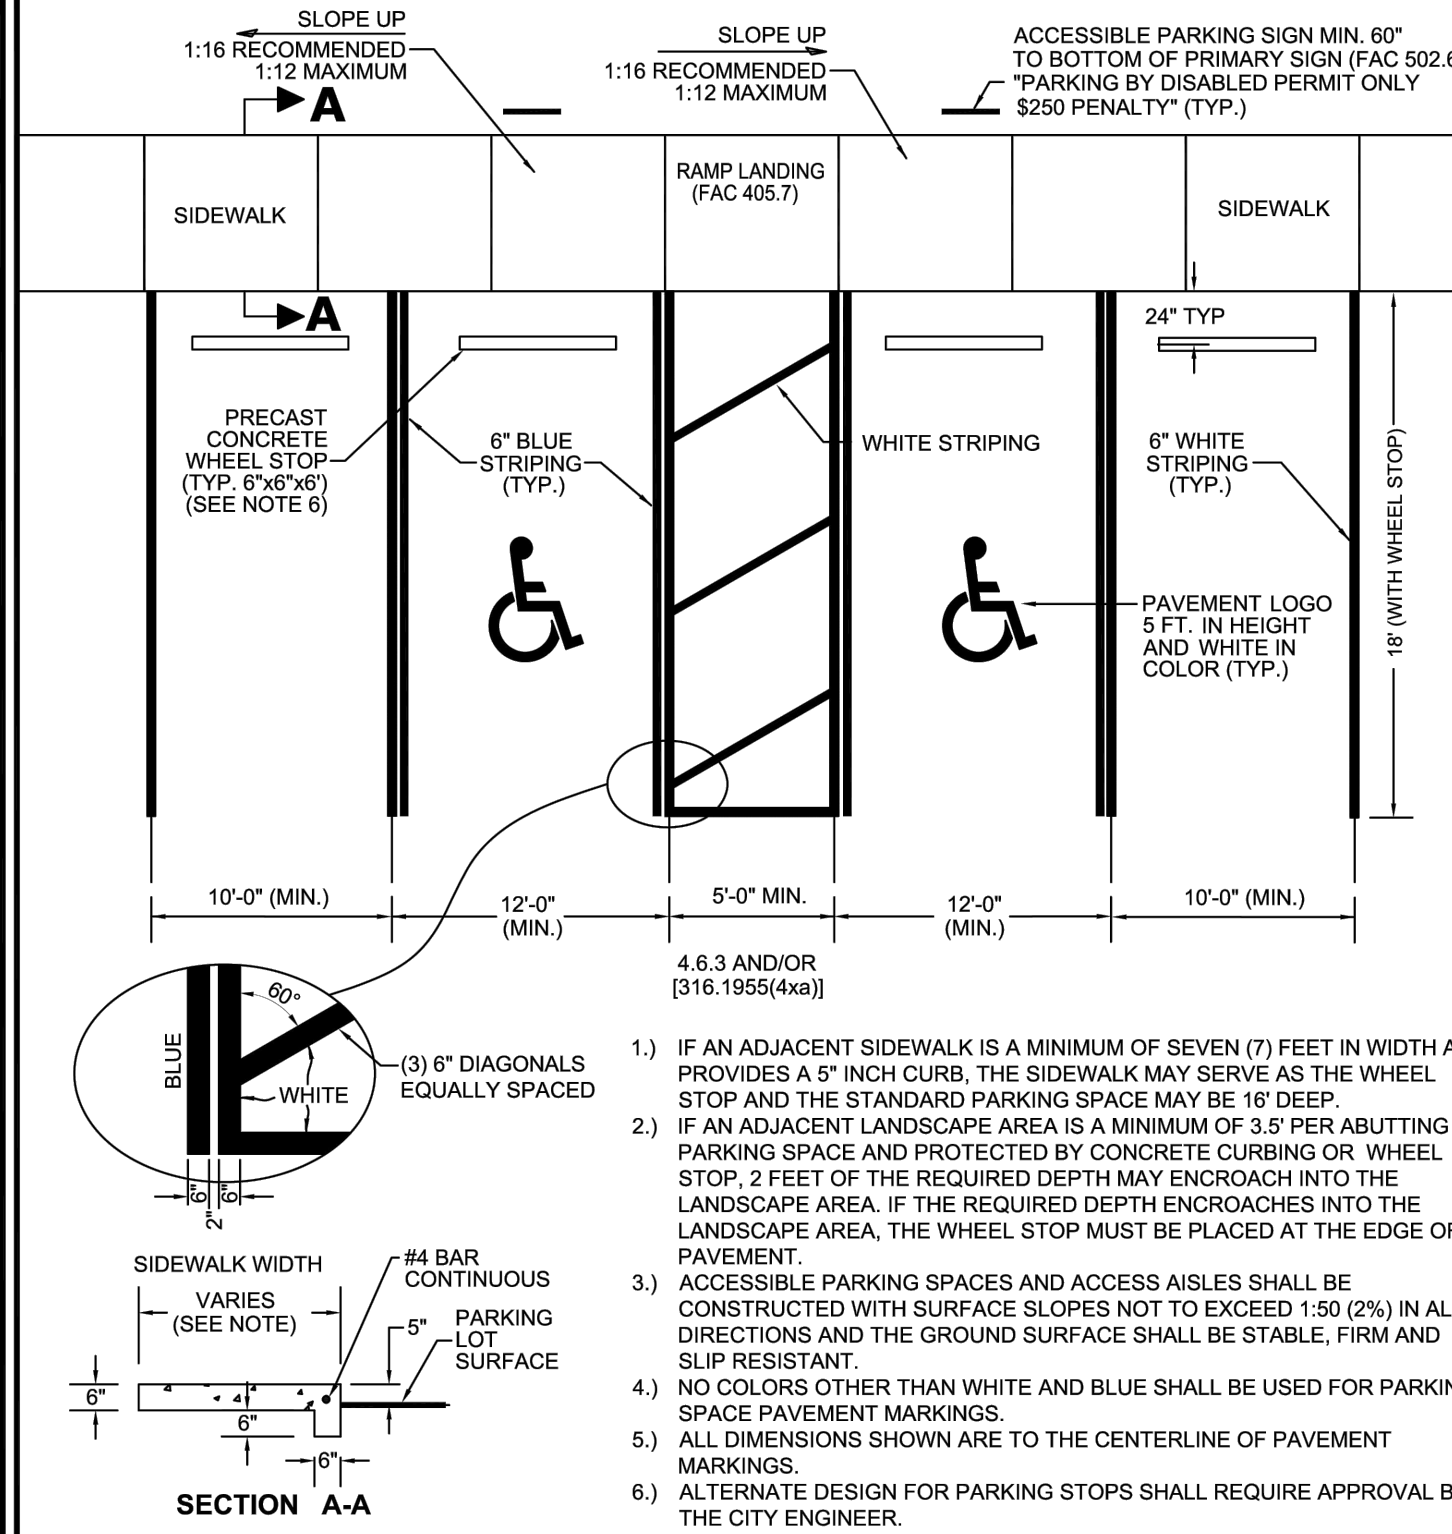 SLOPE UP
1:16 RECOMMENDED
1:12 MAXIMUM
SLOPE UP
1:16 RECOMMENDED
1:12 MAXIMUM
ACCESSIBLE PARKING SIGN MIN. 60"
TO BOTTOM OF PRIMARY SIGN (FAC 502.6
"PARKING BY DISABLED PERMIT ONLY
$250 PENALTY" (TYP.)
A
SIDEWALK
RAMP LANDING
(FAC 405.7)
SIDEWALK
A
24" TYP
PRECAST
CONCRETE
WHEEL STOP
(TYP. 6"x6"x6')
(SEE NOTE 6)
6" BLUE
STRIPING
(TYP.)
WHITE STRIPING
6" WHITE
STRIPING
(TYP.)
18' (WITH WHEEL STOP)
PAVEMENT LOGO
5 FT. IN HEIGHT
AND WHITE IN
COLOR (TYP.)
10'-0" (MIN.)
12'-0"
(MIN.)
5'-0" MIN.
12'-0"
(MIN.)
10'-0" (MIN.)
4.6.3 AND/OR
[316.1955(4xa)]
60°
BLUE
WHITE
(3) 6" DIAGONALS
EQUALLY SPACED
6"
2"
6"
SIDEWALK WIDTH
VARIES
(SEE NOTE)
#4 BAR
CONTINUOUS
5"
PARKING
LOT
SURFACE
6"
6"
6"
SECTION A-A
1.) IF AN ADJACENT SIDEWALK IS A MINIMUM OF SEVEN (7) FEET IN WIDTH
PROVIDES A 5" INCH CURB, THE SIDEWALK MAY SERVE AS THE WHEEL
STOP AND THE STANDARD PARKING SPACE MAY BE 16' DEEP.
2.) IF AN ADJACENT LANDSCAPE AREA IS A MINIMUM OF 3.5' PER ABUTTING
PARKING SPACE AND PROTECTED BY CONCRETE CURBING OR WHEEL
STOP, 2 FEET OF THE REQUIRED DEPTH MAY ENCROACH INTO THE
LANDSCAPE AREA. IF THE REQUIRED DEPTH ENCROACHES INTO THE
LANDSCAPE AREA, THE WHEEL STOP MUST BE PLACED AT THE EDGE
PAVEMENT.
3.) ACCESSIBLE PARKING SPACES AND ACCESS AISLES SHALL BE
CONSTRUCTED WITH SURFACE SLOPES NOT TO EXCEED 1:50 (2%) IN
DIRECTIONS AND THE GROUND SURFACE SHALL BE STABLE, FIRM AND
SLIP RESISTANT.
4.) NO COLORS OTHER THAN WHITE AND BLUE SHALL BE USED FOR
SPACE PAVEMENT MARKINGS.
5.) ALL DIMENSIONS SHOWN ARE TO THE CENTERLINE OF PAVEMENT
MARKINGS.
6.) ALTERNATE DESIGN FOR PARKING STOPS SHALL REQUIRE APPROVAL
THE CITY ENGINEER.